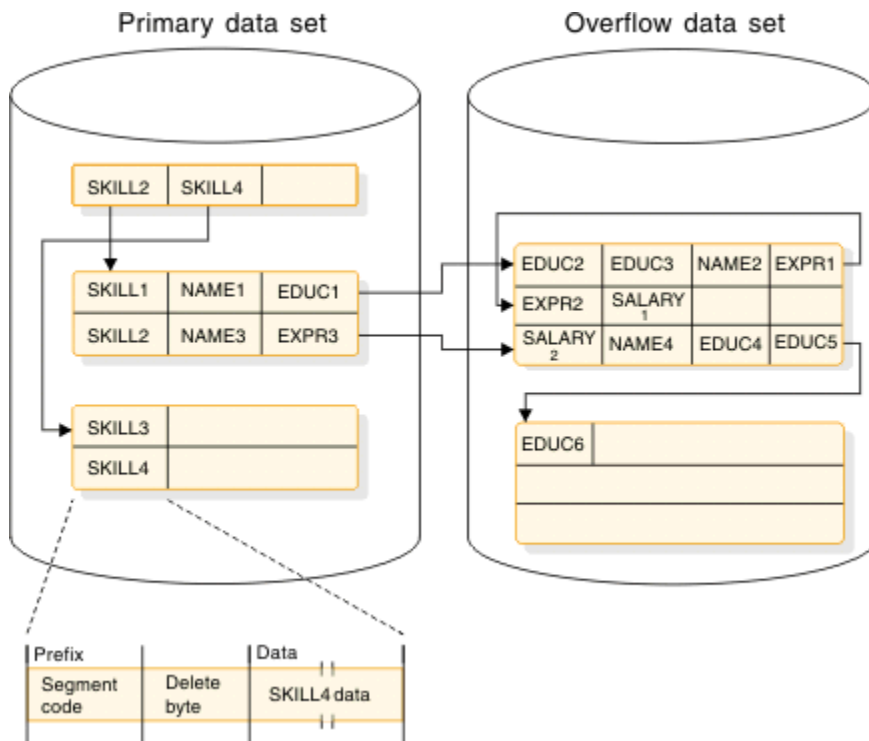 Primary data set
Overflow data set
SKILL2 SKILL4
SKILL1 NAME1 EDUC1
SKILL2 NAME3 EXPR3
SKILL3
SKILL4
EDUC2 EDUC3 NAME2 EXPR1
EXPR2 SALARY
1
SALARY NAME4 EDUC4 EDUC5
2
EDUC6
Prefix Data
Segment Delete SKILL4 data
code byte